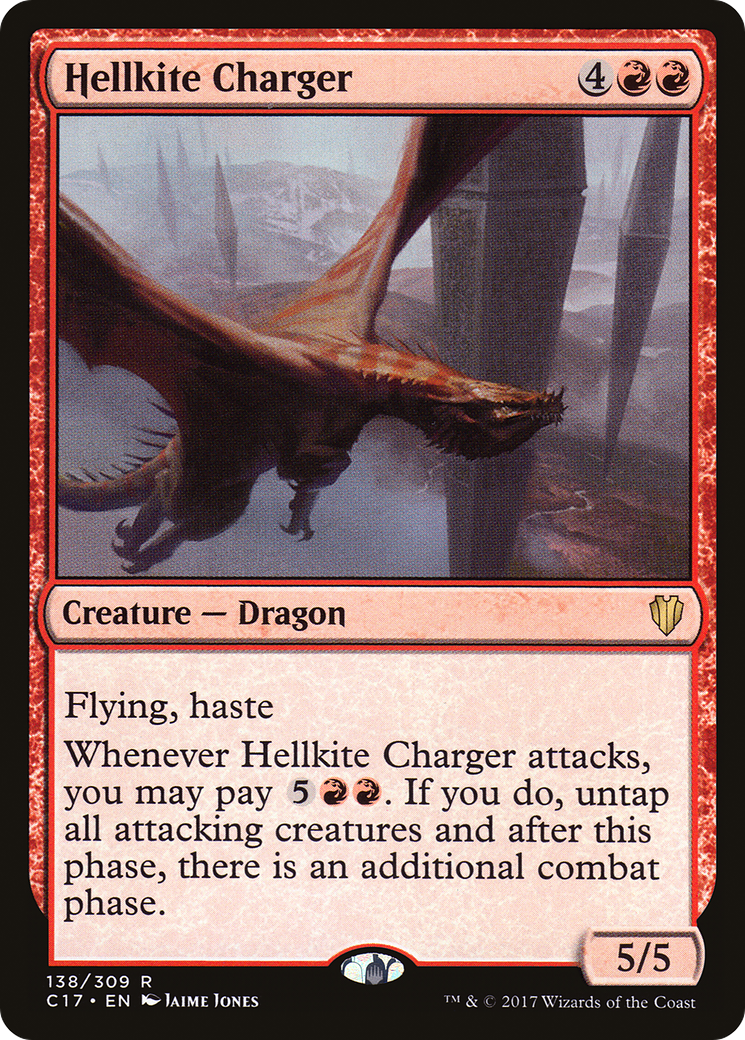 Hellkite Charger 4
Creature — Dragon
Flying, haste
Whenever Hellkite Charger attacks,
you may pay 5. If you do, untap
all attacking creatures and after this
phase, there is an additional combat
phase.
5/5
138/309 R
C17 • EN Jaime Jones
™ & © 2017 Wizards of the Coast